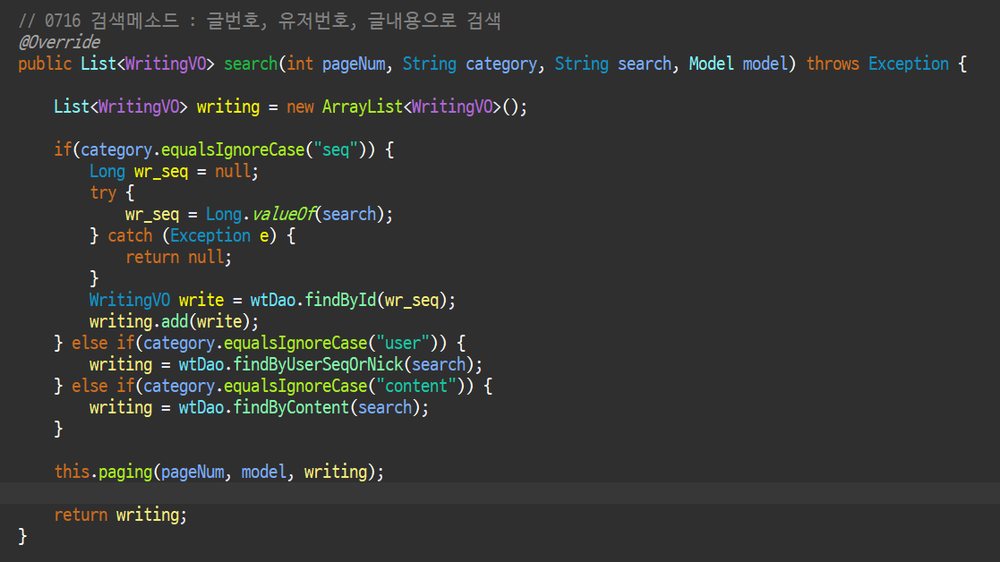 // 0716 검색메소드 : 글번호, 유저번호, 글내용으로 검색
@Override
public List<WritingVO> search(int pageNum, String category, String search, Model model) throws Exception {
List<WritingVO> writing = new ArrayList<WritingVO>();
if(category.equalsIgnoreCase("seq")) {
Long wr_seq = null;
try {
wr_seq = Long.valueOf(search);
} catch (Exception e) {
return null;
}
WritingVO write = wtDao.findById(wr_seq);
writing.add(write);
} else if(category.equalsIgnoreCase("user")) {
writing = wtDao.findByUserSeqOrNick(search);
} else if(category.equalsIgnoreCase("content")) {
writing = wtDao.findByContent(search);
}
this.paging(pageNum, model, writing);
return writing;
}